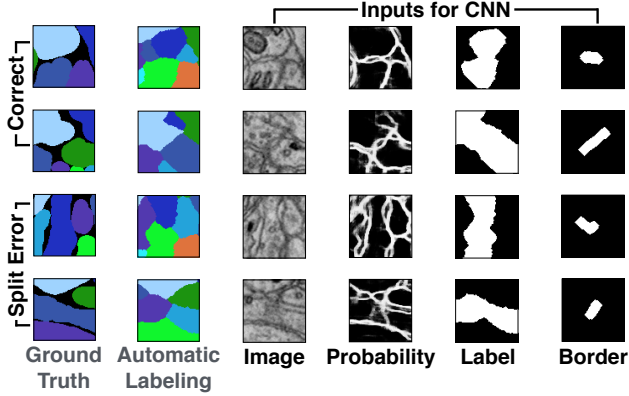 Inputs for CNN
Correct
Split Error
Ground
Truth
Automatic
Labeling
Image
Probability
Label
Border